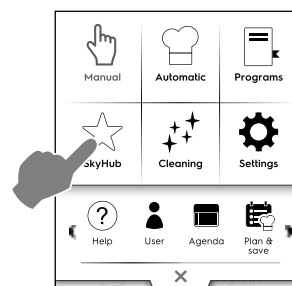 Manual Automatic Programs
SkyHub Cleaning Settings
? 
Help User Agenda Plan &
save